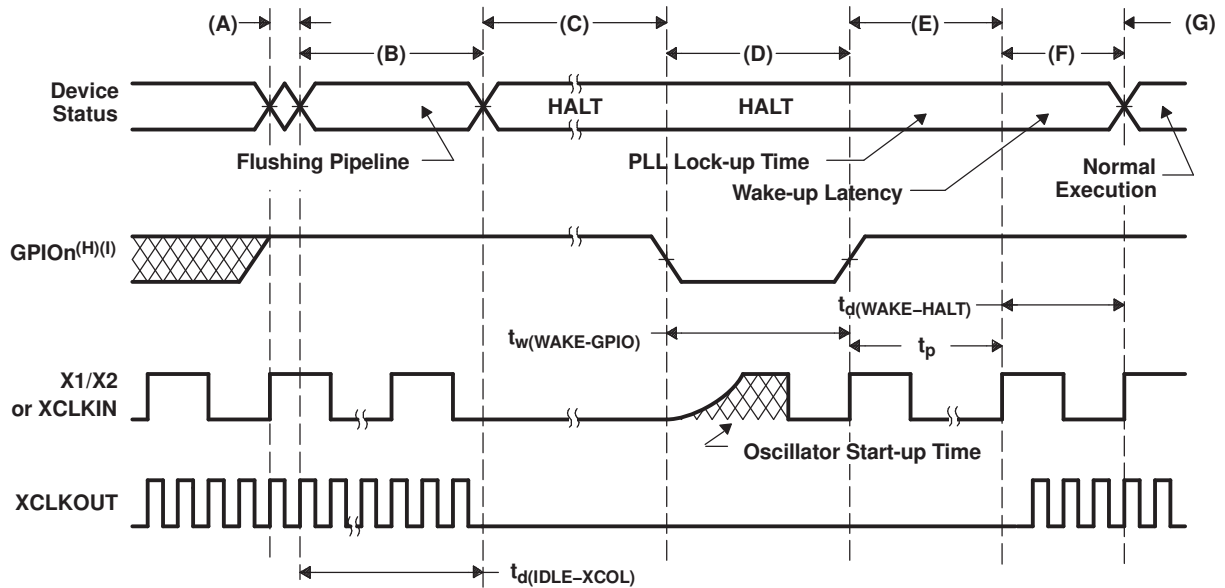 (A)
(B)
(C)
(D)
(E)
(F)
(G)
Device
Status
HALT
HALT
Flushing Pipeline
PLL Lock-up Time
Wake-up Latency
Normal
Execution
GPIOn(H)(I)
td(WAKE–HALT)
tw(WAKE-GPIO)
tp
X1/X2
or XCLKIN
Oscillator Start-up Time
XCLKOUT
td(IDLE–XCOL)